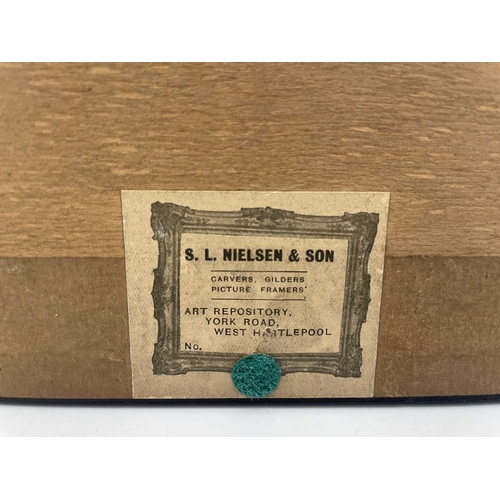 S. L. NIELSEN & SON
CARVERS, GILDERS
PICTURE FRAMERS
ART REPOSITORY,
YORK ROAD,
WEST HARTLEPOOL
No.